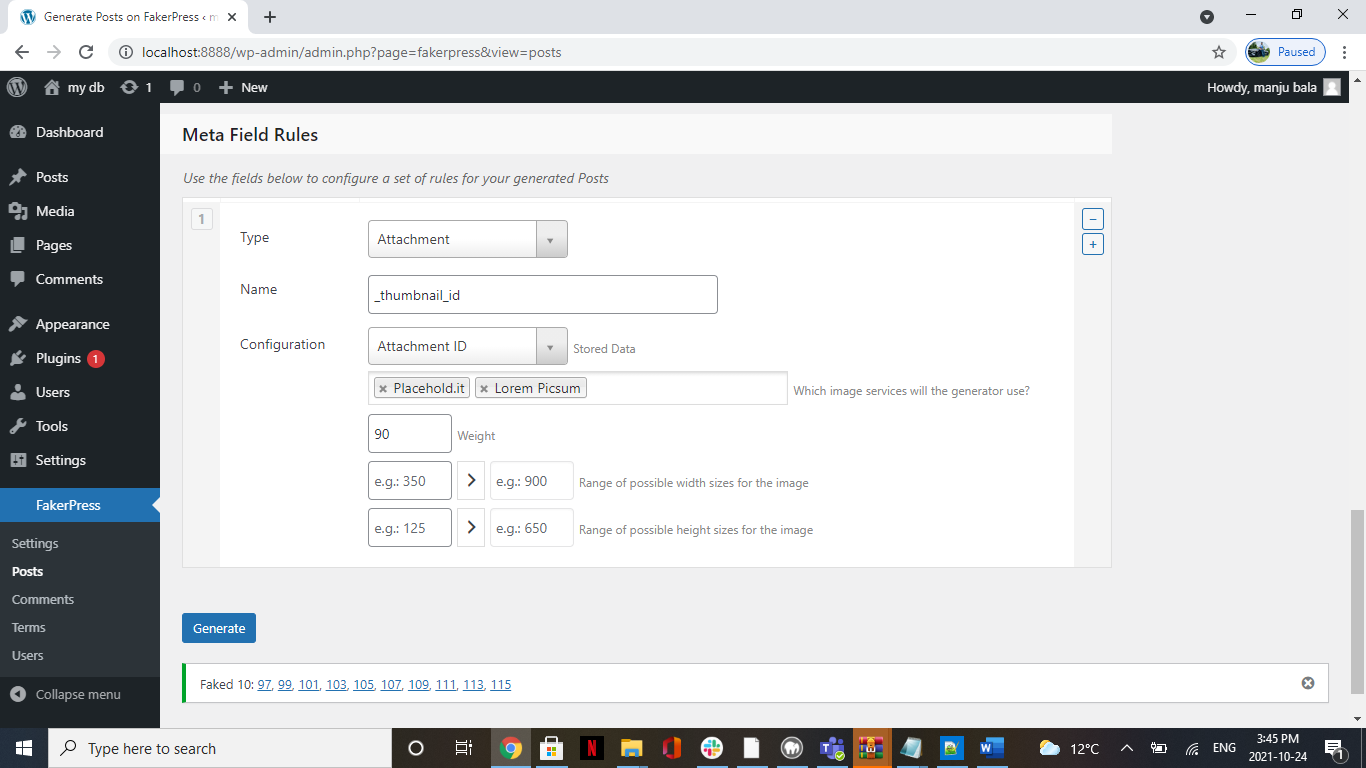 Generate Posts on FakerPress ‹ m
localhost:8888/wp-admin/admin.php?page=fakerpress&view=posts
Paused
my db 1 0 New
Howdy, manju bala
Dashboard
Posts
Media
Pages
Comments
Appearance
Plugins 1
Users
Tools
Settings
FakerPress
Settings
Posts
Comments
Terms
Users
Collapse menu
Meta Field Rules
Use the fields below to configure a set of rules for your generated Posts
1
Type Attachment
Name _thumbnail_id
Configuration Attachment ID Stored Data
× Placehold.it × Lorem Picsum Which image services will the generator use?
90 Weight
e.g.: 350 e.g.: 900 Range of possible width sizes for the image
e.g.: 125 e.g.: 650 Range of possible height sizes for the image
Generate
Faked 10: 97, 99, 101, 103, 105, 107, 109, 111, 113, 115
Type here to search
12°C
ENG
3:45 PM
2021-10-24
1